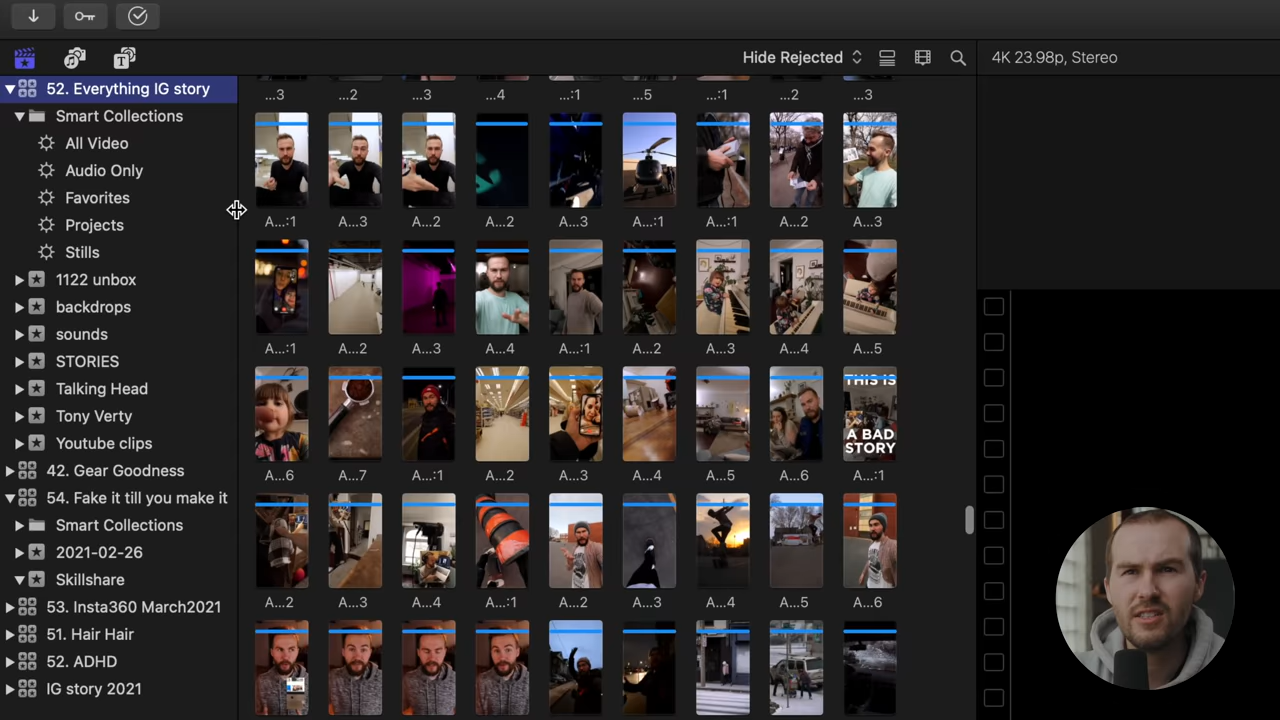 Hide Rejected
4K 23.98p, Stereo
52. Everything IG story
Smart Collections
All Video
Audio Only
Favorites
Projects
Stills
1122 unbox
backdrops
sounds
STORIES
Talking Head
Tony Verty
Youtube clips
42. Gear Goodness
54. Fake it till you make it
Smart Collections
2021-02-26
Skillshare
53. Insta360 March2021
51. Hair Hair
52. ADHD
IG story 2021
...3 ...2 ...3 ...4 ...:1 ...5 ...:1 ...2 ...3
A...:1 A...3 A...2 A...2 A...3 A...:1 A...:1 A...2 A...3
A...:1 A...2 A...3 A...4 A...:1 A...2 A...3 A...4 A...5
THIS IS
A BAD
STORY
A...6 A...7 A...:1 A...2 A...3 A...4 A...5 A...6 A...:1
A...2 A...3 A...4 A...:1 A...2 A...3 A...4 A...5 A...6